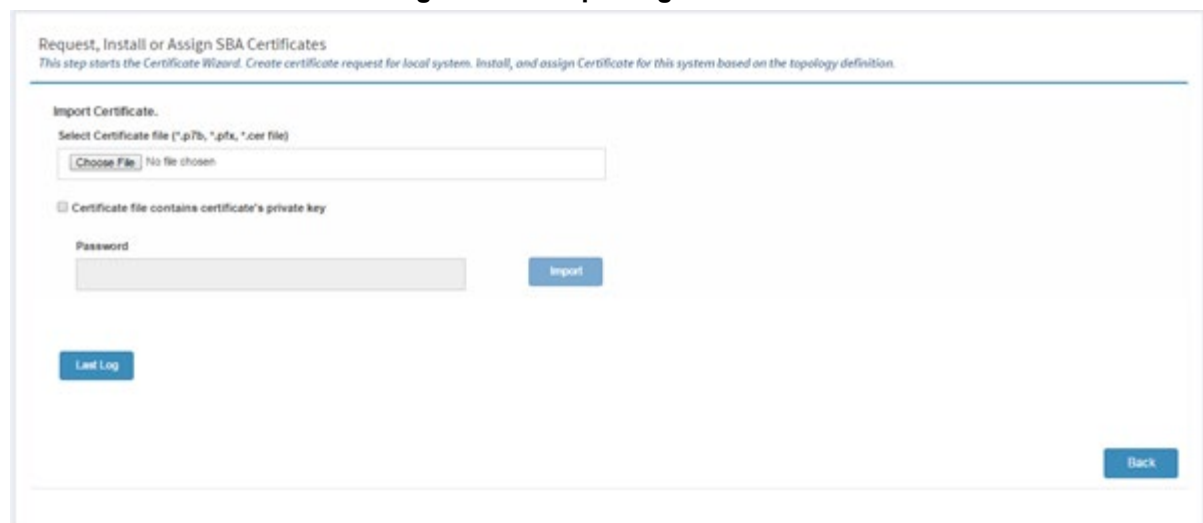 Request, Install or Assign SBA Certificates
This step starts the Certificate Wizard. Create certificate request for local system. Install, and assign Certificate for this system based on the topology definition.
Import Certificate.
Select Certificate file (*.p7b, *.pfx, *.cer file)
Choose File No file chosen
Certificate file contains certificate's private key
Password
Import
Last Log
Back